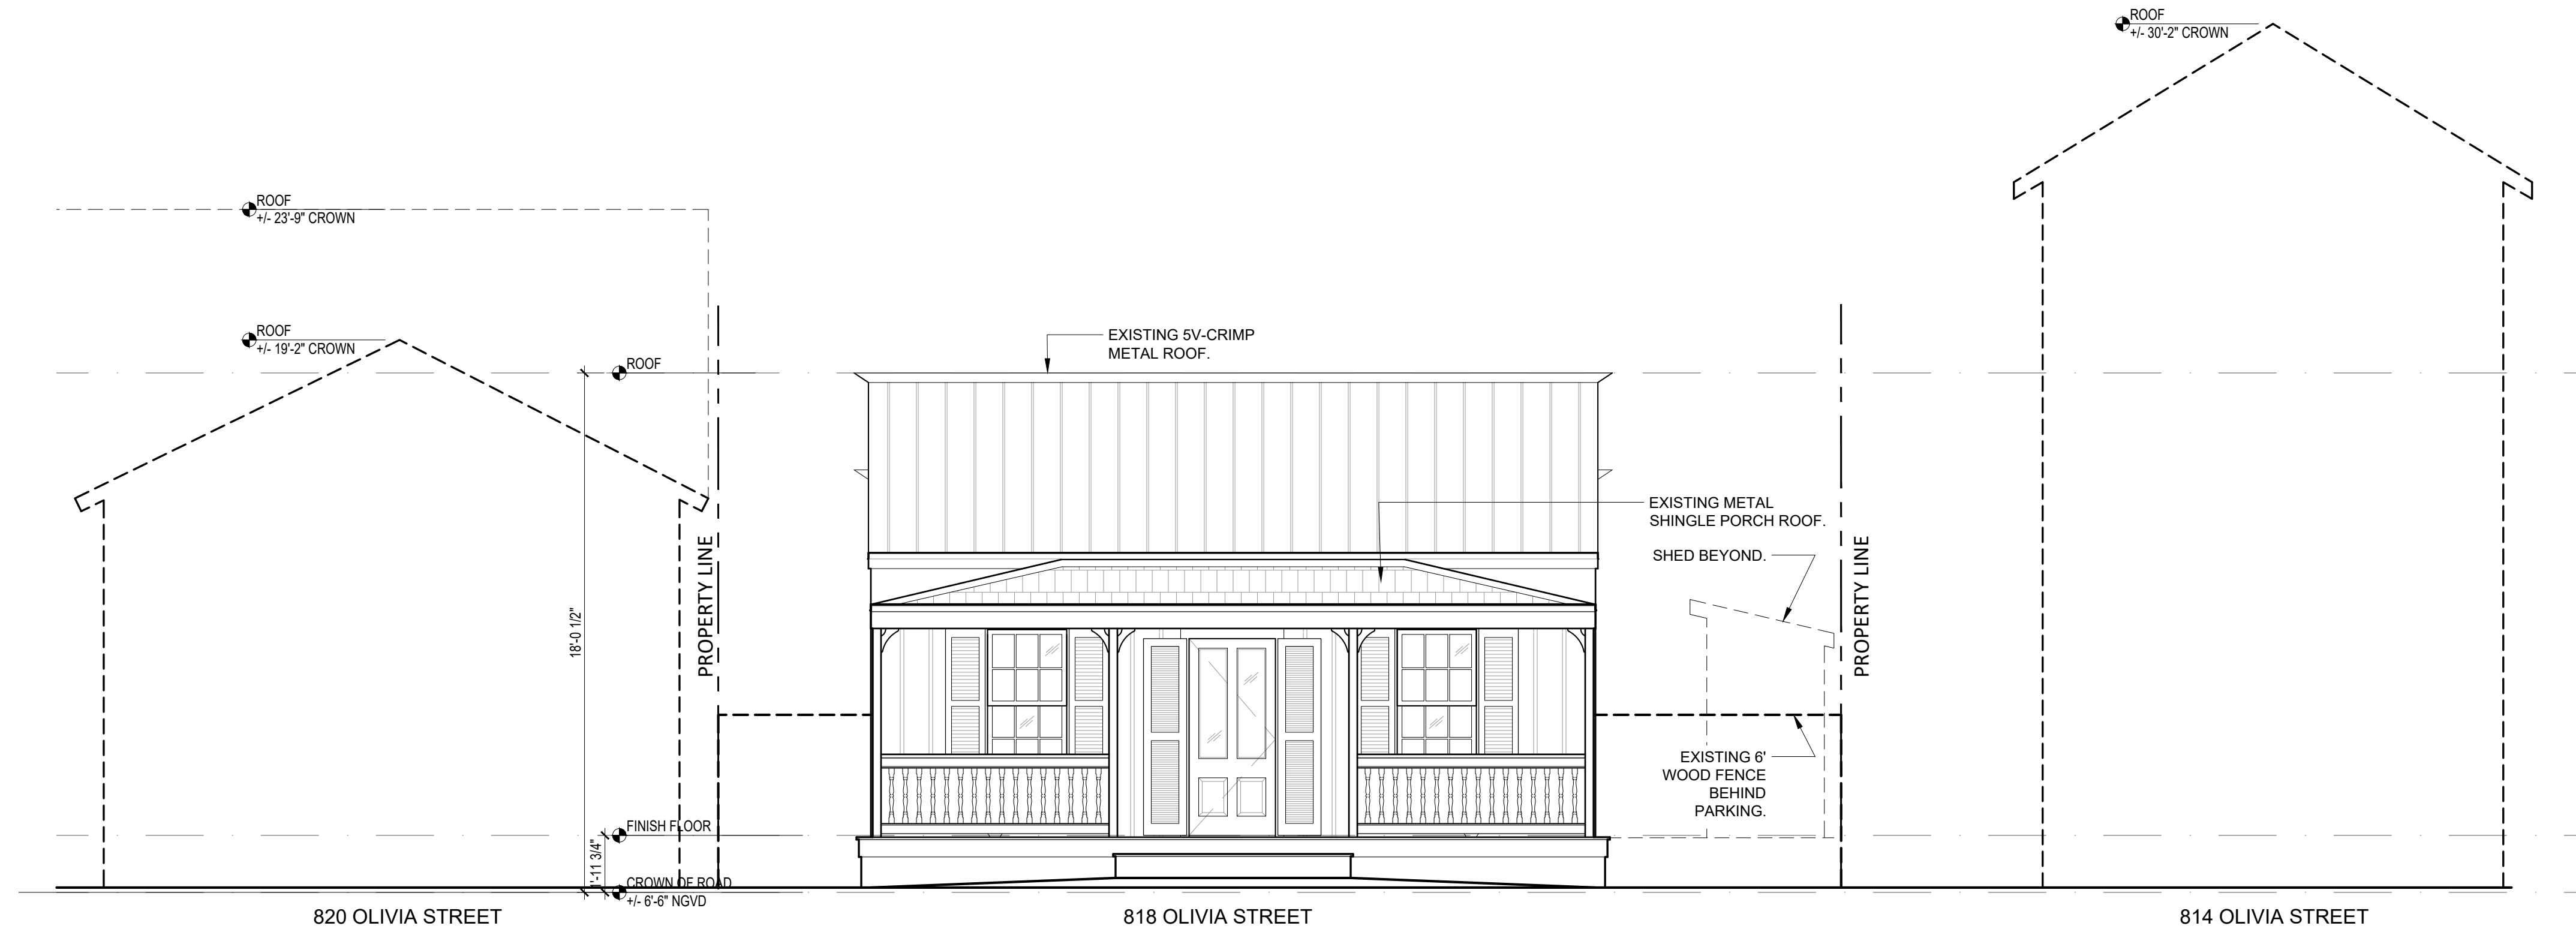 ROOF
+/- 30'-2" CROWN
ROOF
+/- 23'-9" CROWN
ROOF
+/- 19'-2" CROWN
ROOF
EXISTING 5V-CRIMP
METAL ROOF.
EXISTING METAL
SHINGLE PORCH ROOF.
SHED BEYOND.
PROPERTY LINE
PROPERTY LINE
18'-0 1/2"
EXISTING 6'
WOOD FENCE
BEHIND
PARKING.
FINISH FLOOR
1'-11 3/4"
CROWN OF ROAD
+/- 6'-6" NGVD
820 OLIVIA STREET
818 OLIVIA STREET
814 OLIVIA STREET